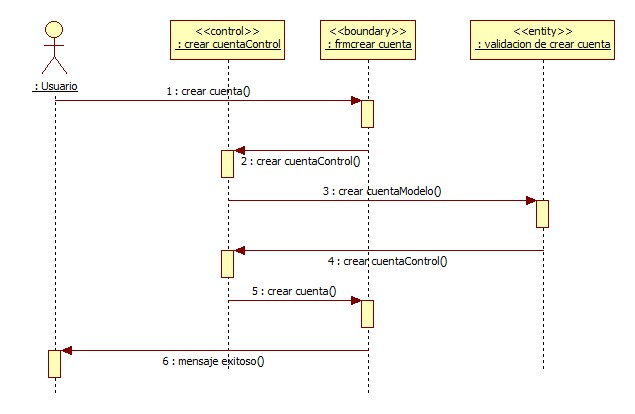 <<control>>
: crear cuentaControl
<<boundary>>
: frmcrear cuenta
<<entity>>
: validacion de crear cuenta
: Usuario
1 : crear cuenta()
2 : crear cuentaControl()
3 : crear cuentaModelo()
4 : crear cuentaControl()
5 : crear cuenta()
6 : mensaje exitoso()